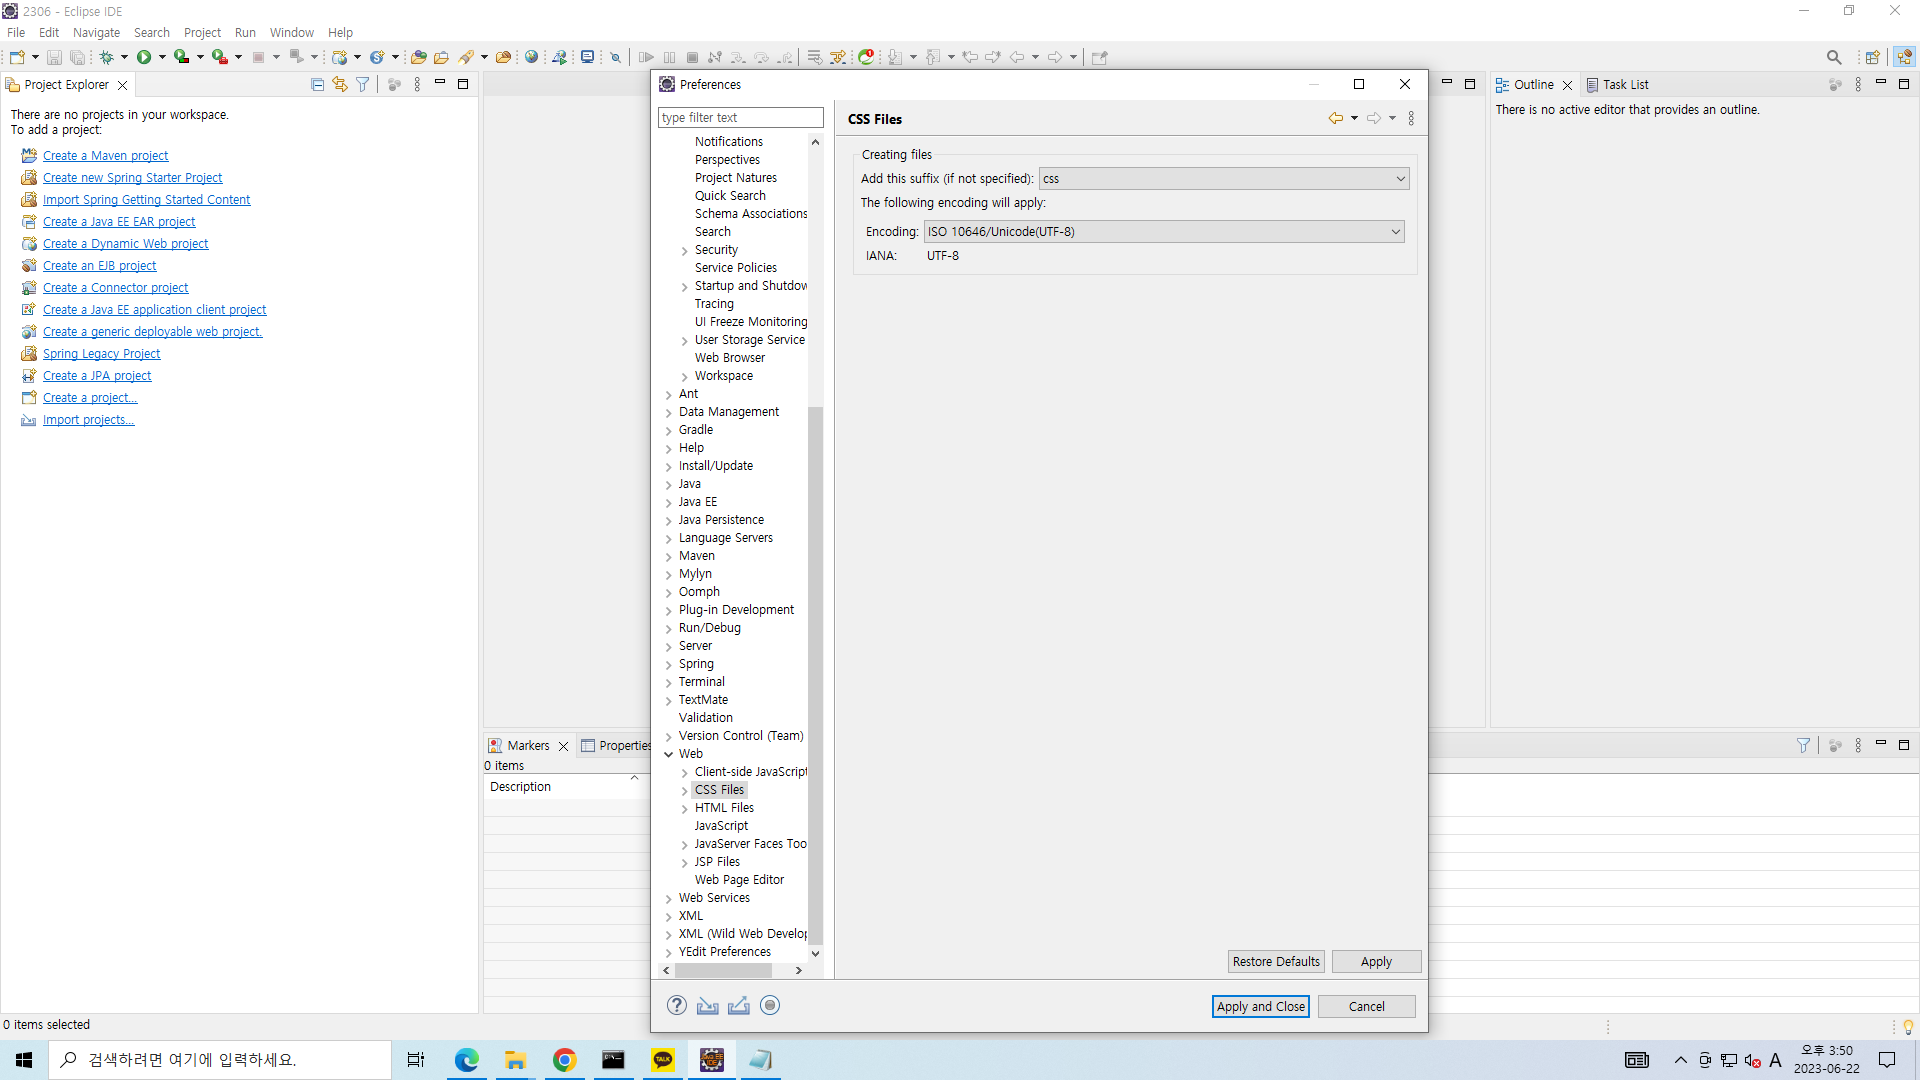 2306 - Eclipse IDE
File Edit Navigate Search Project Run Window Help
Project Explorer
There are no projects in your workspace.
To add a project:
Create a Maven project
Create new Spring Starter Project
Import Spring Getting Started Content
Create a Java EE EAR project
Create a Dynamic Web project
Create an EJB project
Create a Connector project
Create a Java EE application client project
Create a generic deployable web project.
Spring Legacy Project
Create a JPA project
Create a project...
Import projects...
Preferences
type filter text
Notifications
Perspectives
Project Natures
Quick Search
Schema Associations
Search
Security
Service Policies
Startup and Shutdow
Tracing
UI Freeze Monitoring
User Storage Service
Web Browser
Workspace
Ant
Data Management
Gradle
Help
Install/Update
Java
Java EE
Java Persistence
Language Servers
Maven
Mylyn
Oomph
Plug-in Development
Run/Debug
Server
Spring
Terminal
TextMate
Validation
Version Control (Team)
Web
Client-side JavaScript
CSS Files
HTML Files
JavaScript
JavaServer Faces Too
JSP Files
Web Page Editor
Web Services
XML
XML (Wild Web Develop
YEdit Preferences
CSS Files
Creating files
Add this suffix (if not specified): css
The following encoding will apply:
Encoding: ISO 10646/Unicode(UTF-8)
IANA: UTF-8
Restore Defaults Apply
Apply and Close Cancel
Outline Task List
There is no active editor that provides an outline.
Markers Properties
0 items
Description
0 items selected
검색하려면 여기에 입력하세요.
TALK
Java EE
IDE
A
오후 3:50
2023-06-22